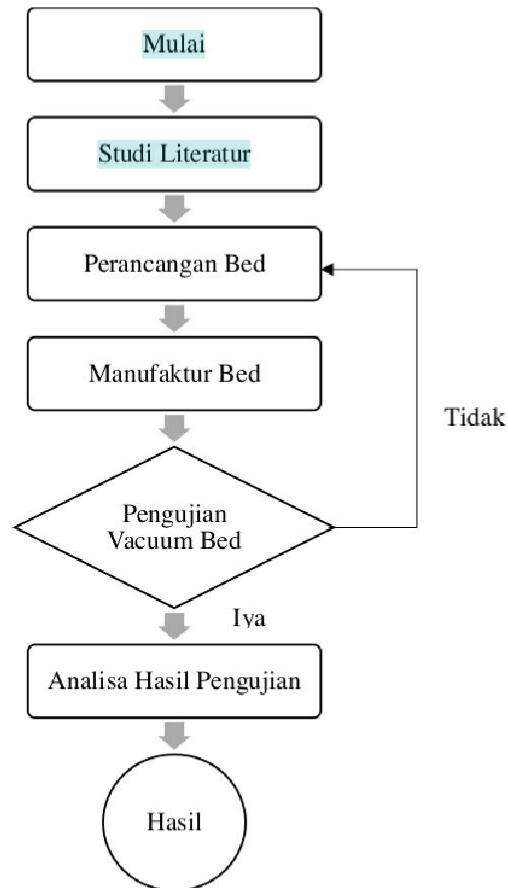 Mulai
Studi Literatur
Perancangan Bed
Manufaktur Bed
Tidak
Pengujian
Vacuum Bed
Iya
Analisa Hasil Pengujian
Hasil